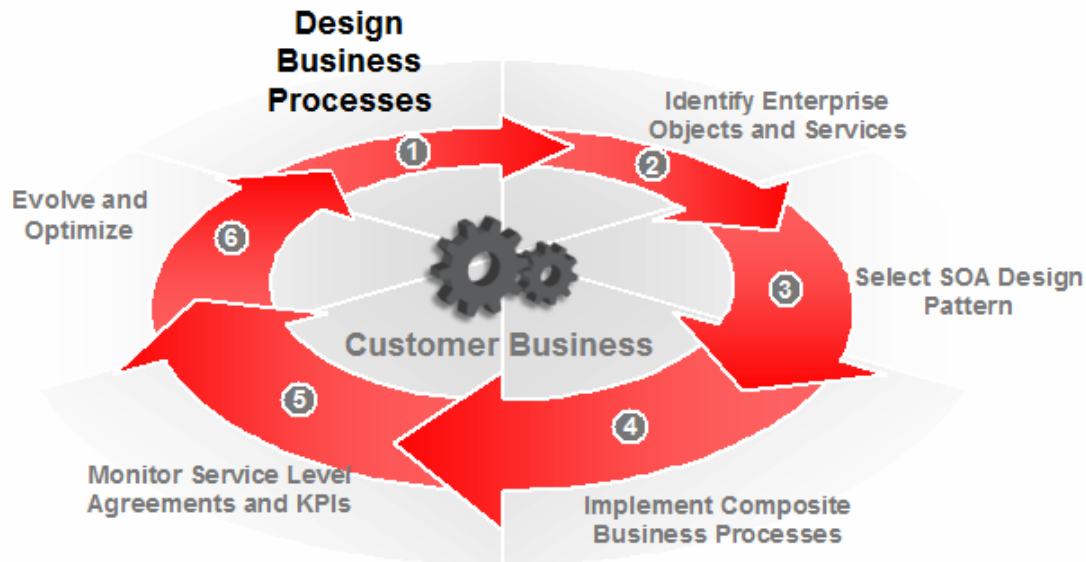 Design
Business
Processes
1
Identify Enterprise
Objects and Services
2
Select SOA Design
Pattern
3
Implement Composite
Business Processes
4
Monitor Service Level
Agreements and KPIs
5
Evolve and
Optimize
6
Customer Business